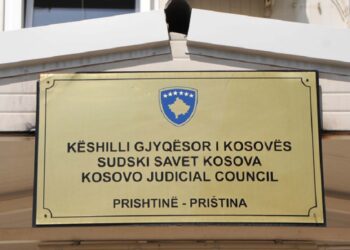 KËSHILLI GJYQËSOR I KOSOVËS
SUDSKI SAVET KOSOVA
KOSOVO JUDICIAL COUNCIL
PRISHTINË - PRIŠTINA